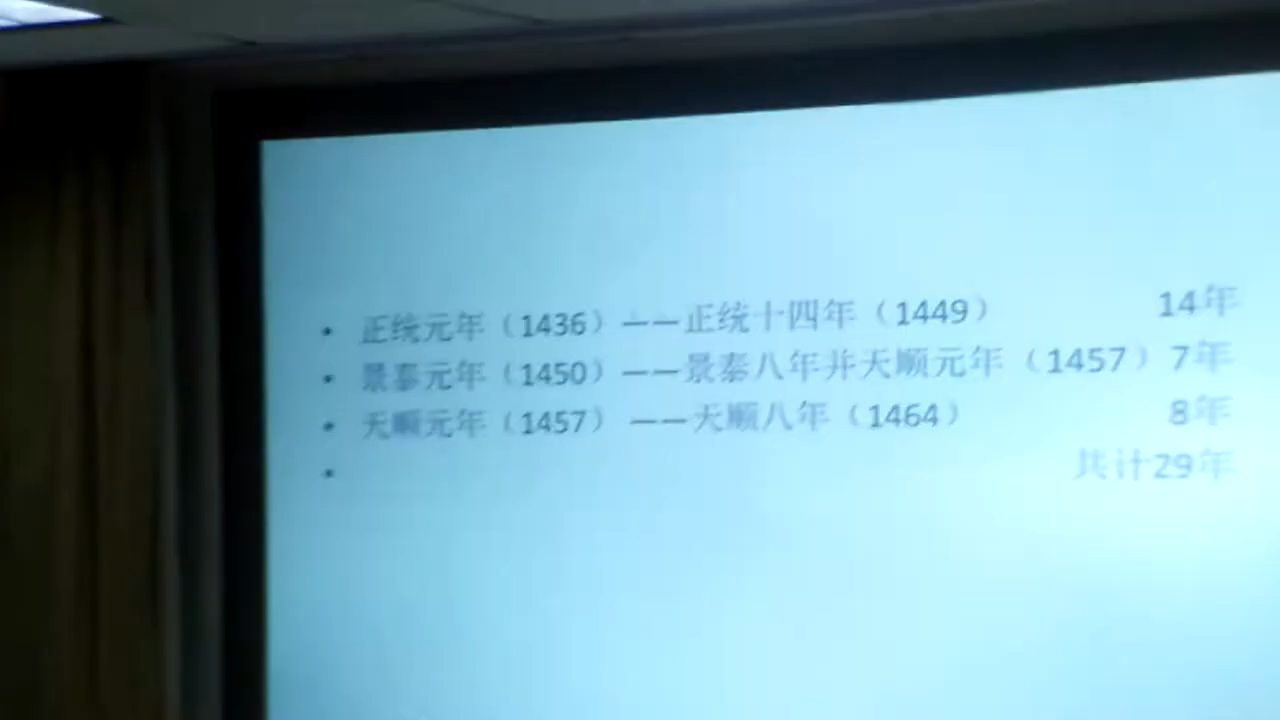 • 正统元年（1436）——正统十四年（1449） 14年
• 景泰元年（1450）——景泰八年并天顺元年（1457）7年
• 天顺元年（1457）——天顺八年（1464） 8年
• 共计29年